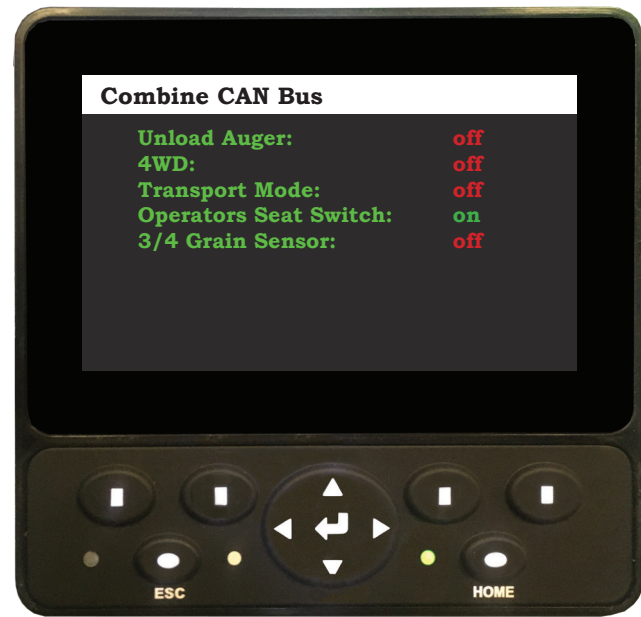 Combine CAN Bus
Unload Auger: off
4WD: off
Transport Mode: off
Operators Seat Switch: on
3/4 Grain Sensor: off
ESC HOME